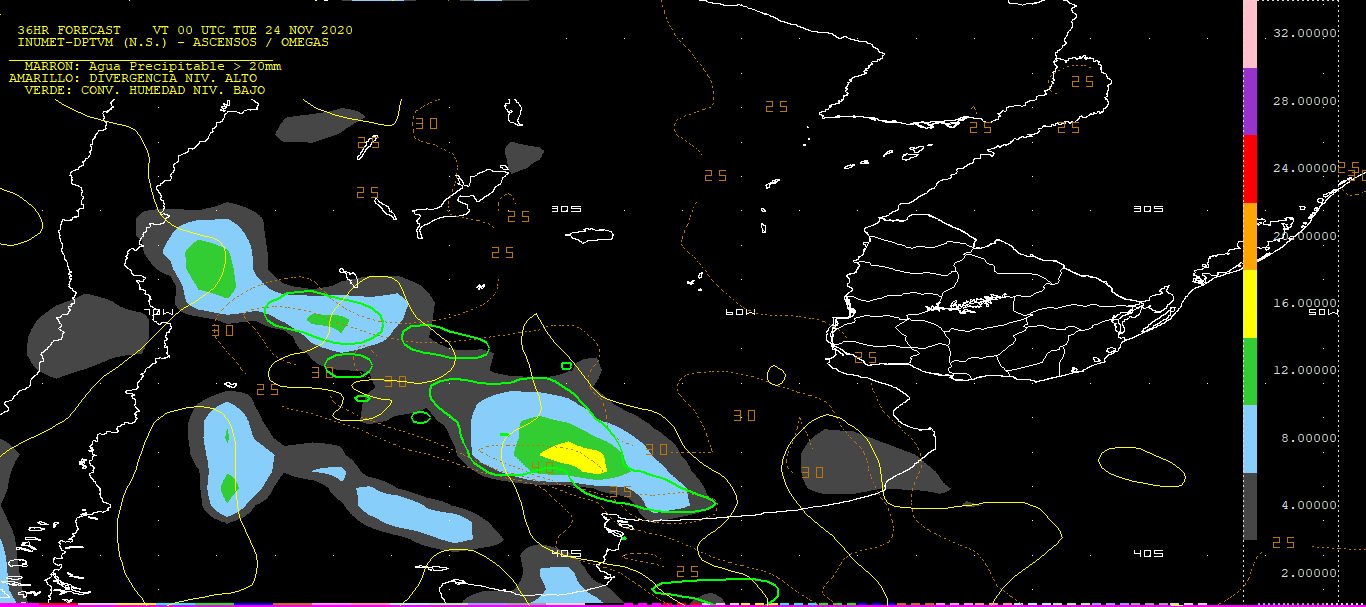 36HR FORECAST    VT 00 UTC TUE 24 NOV 2020
INUMET-DPTVM (N.S.) - ASCENSOS / OMEGAS
MARRON: Agua Precipitable > 20mm
AMARILLO: DIVERGENCIA NIV. ALTO
VERDE: CONV. HUMEDAD NIV. BAJO
32.00000
25
28.00000
25
30
25
25
25
24.00000
25
25
25
30S
30S
25
20.00000
25
16.00000
70W
60W
50W
30
25
12.00000
30
30
25
30
8.00000
30
30
35
4.00000
25
40S
40S
25
2.00000